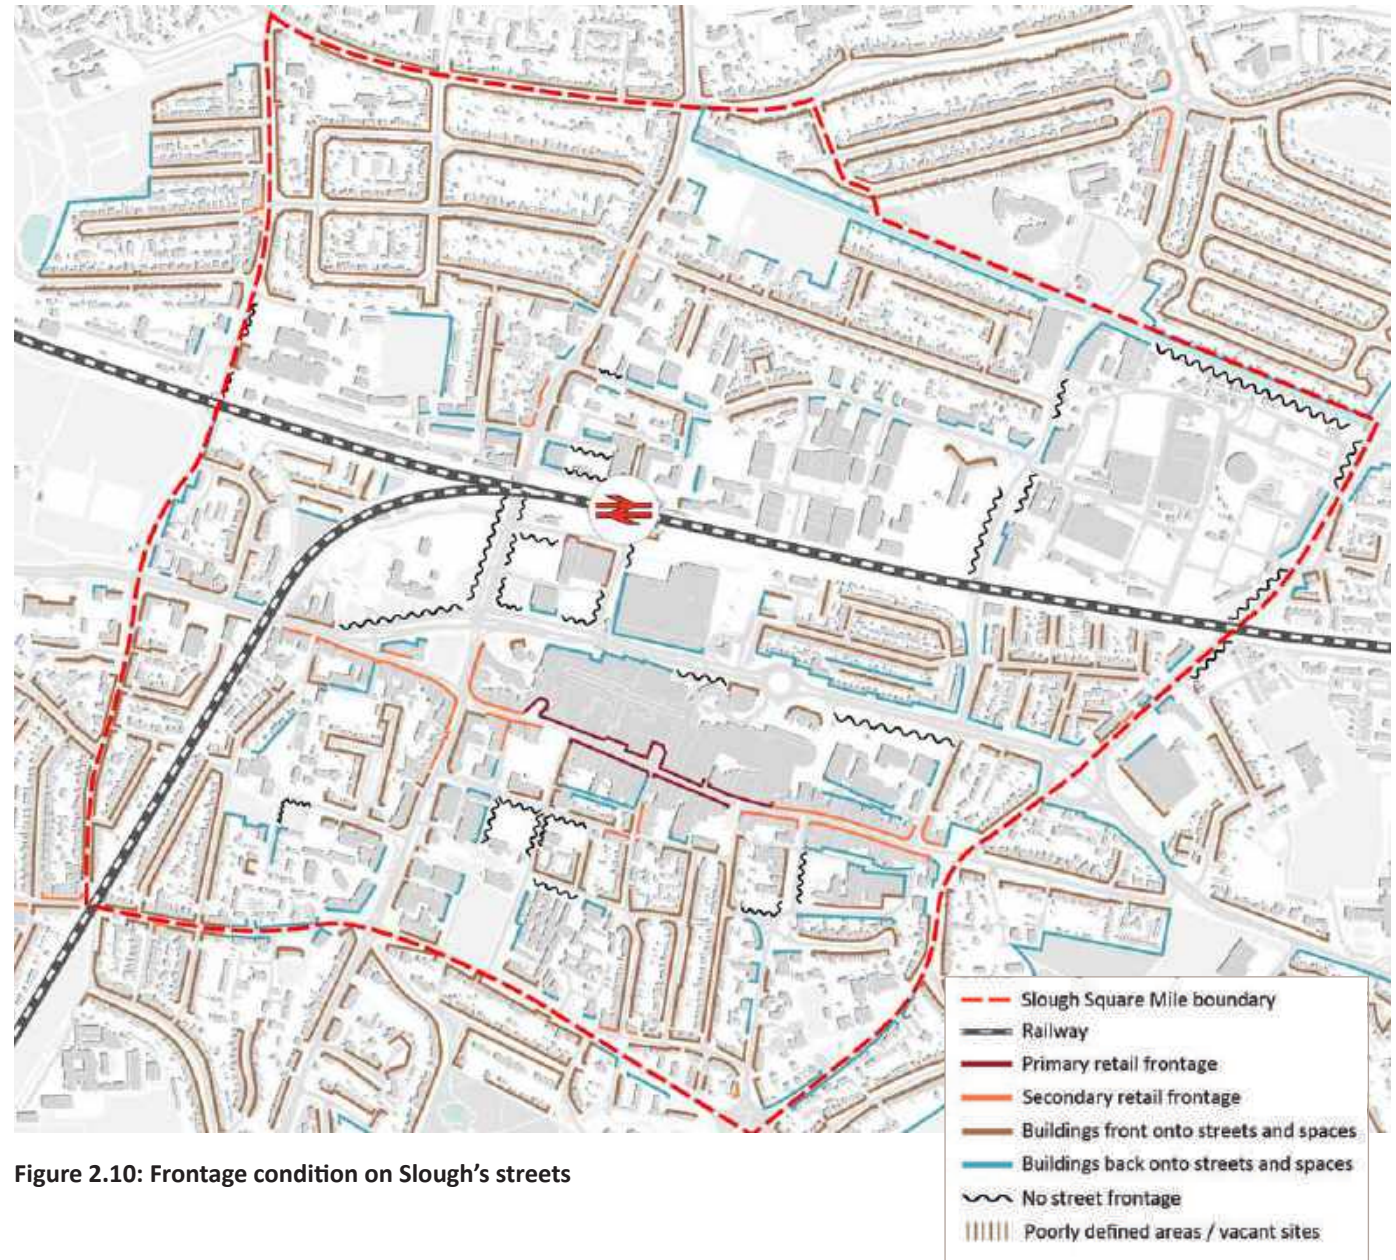 Slough Square Mile boundary
Railway
Primary retail frontage
Secondary retail frontage
Buildings front onto streets and spaces
Buildings back onto streets and spaces
No street frontage
Poorly defined areas / vacant sites
Figure 2.10: Frontage condition on Slough’s streets